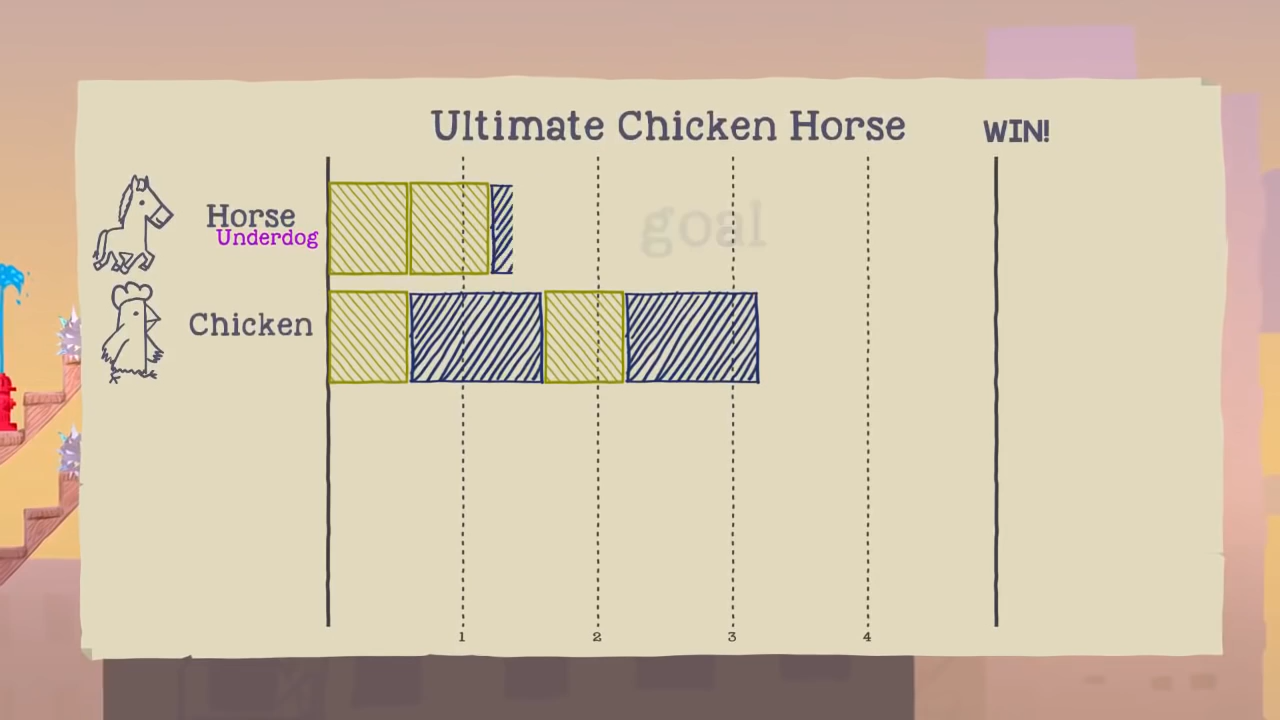 Ultimate Chicken Horse
WIN!
Horse
Underdog
goal
Chicken
1 2 3 4